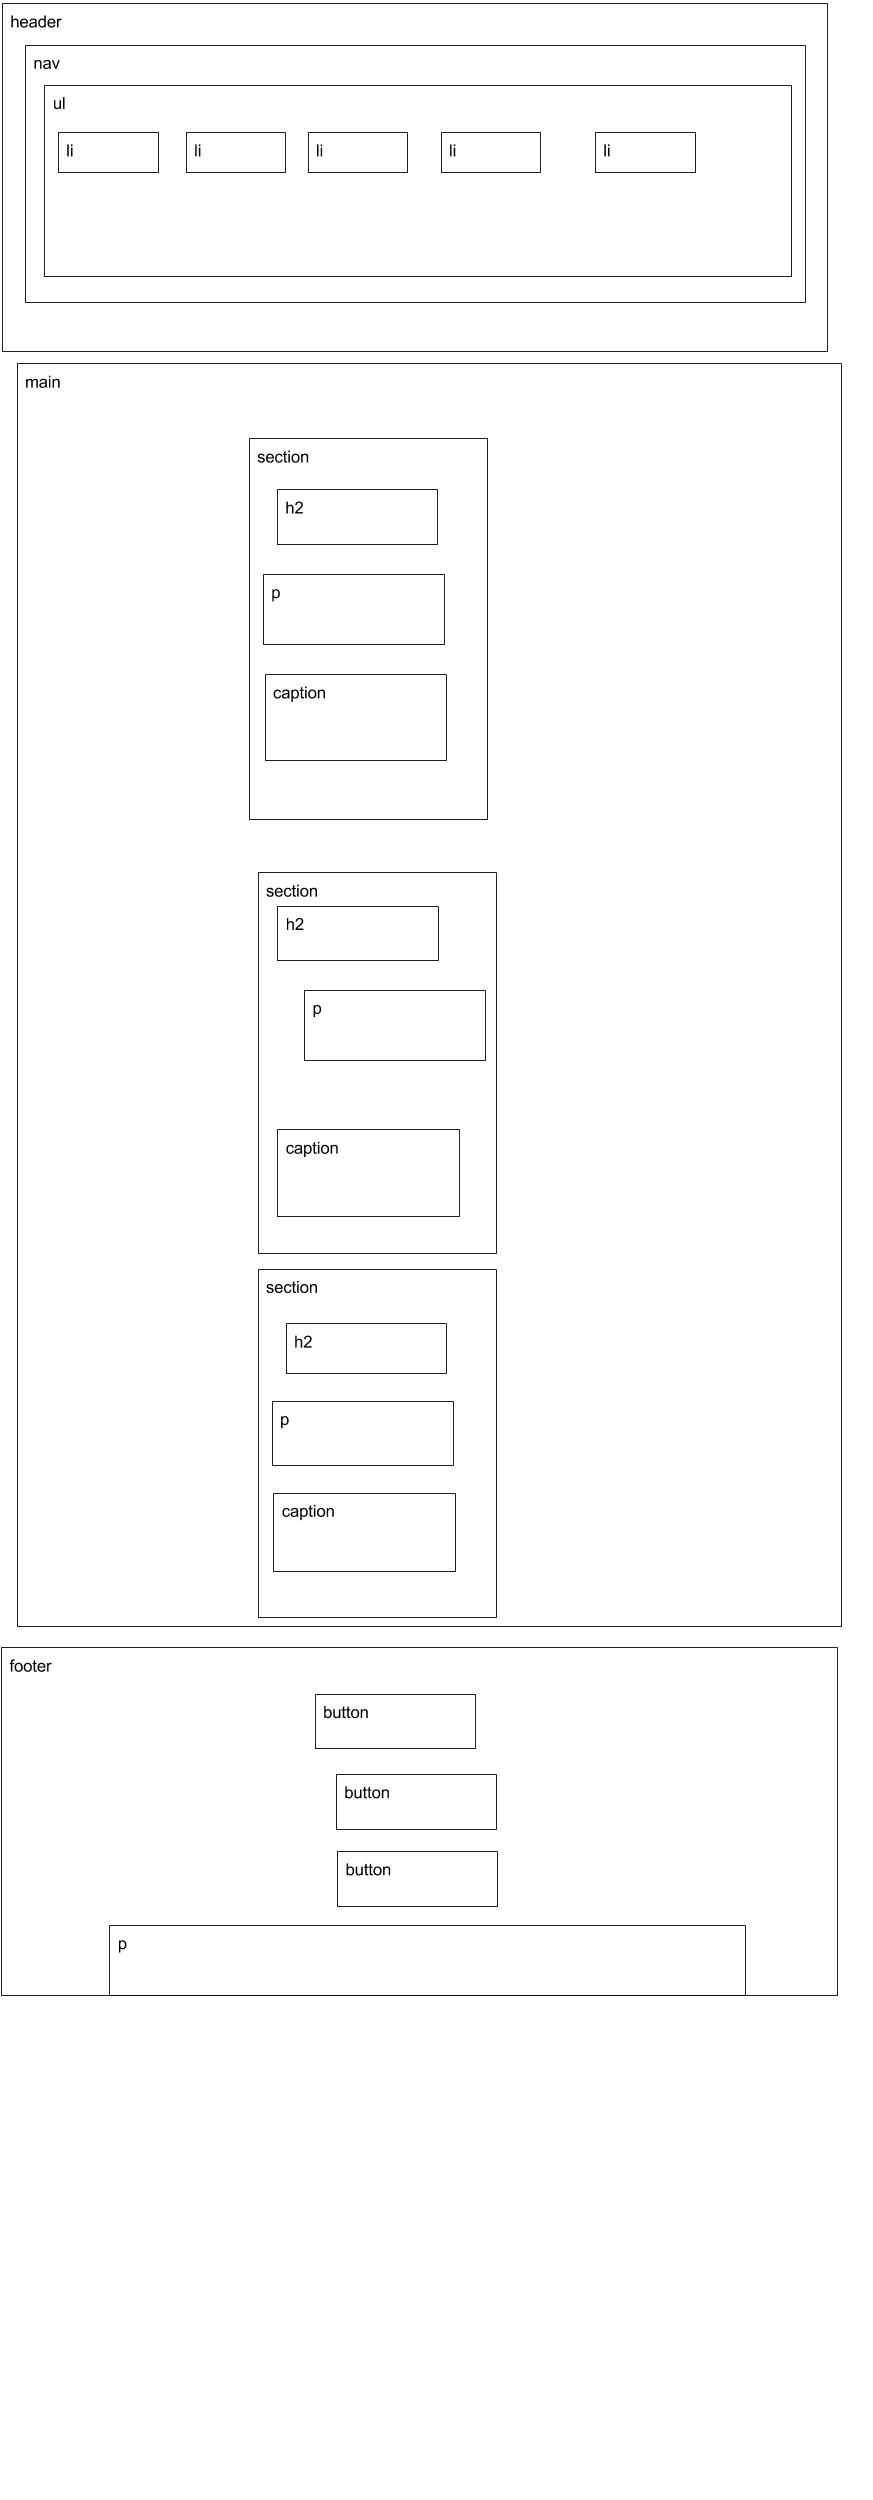 header
nav
ul
li li li li li
main
section
h2
p
caption
section
h2
p
caption
section
h2
p
caption
footer
button
button
button
p